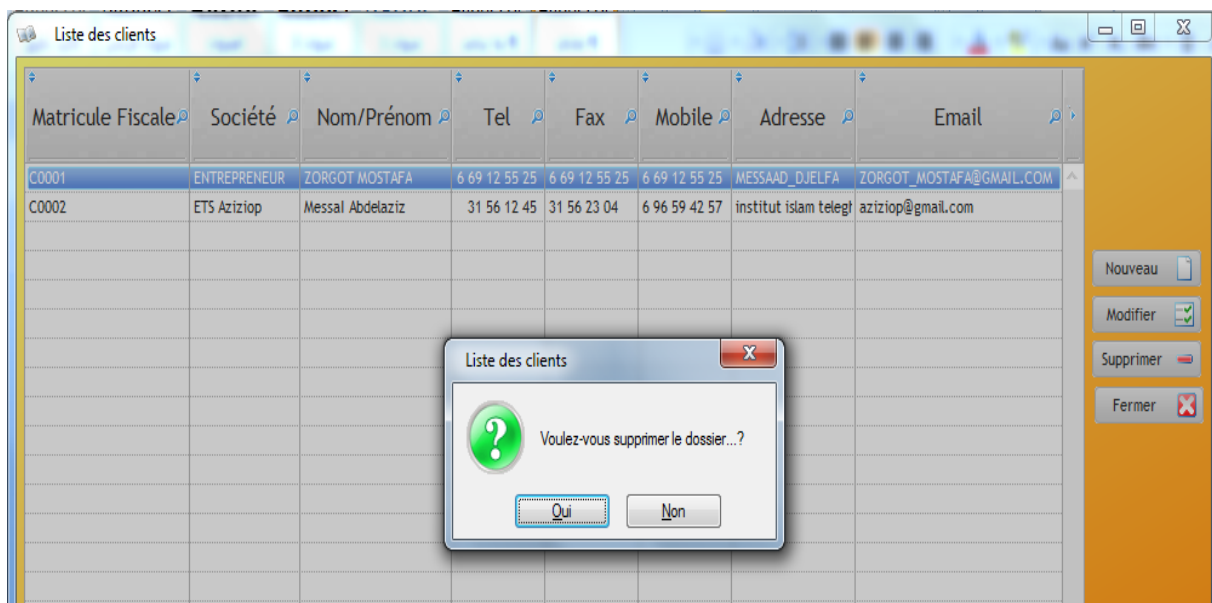 Liste des clients
Matricule Fiscale Société Nom/Prénom Tel Fax Mobile Adresse Email
C0001 ENTREPRENEUR ZORGOT MOSTAFA 6 69 12 55 25 6 69 12 55 25 6 69 12 55 25 MESSAAD_DJELFA ZORGOT_MOSTAFA@GMAIL.COM
C0002 ETS Aziziop Messal Abdelaziz 31 56 12 45 31 56 23 04 6 96 59 42 57 institut islam telegh aziziop@gmail.com
Nouveau
Modifier
Supprimer
Fermer
Liste des clients
Voulez-vous supprimer le dossier...?
Oui Non